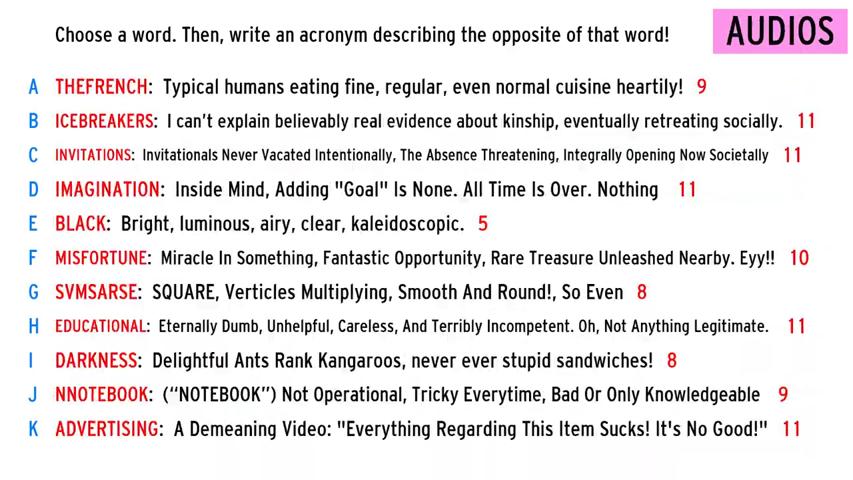 Choose a word. Then, write an acronym describing the opposite of that word!
AUDIOS
A THEFRENCH: Typical humans eating fine, regular, even normal cuisine heartily! 9
B ICEBREAKERS: I can't explain believably real evidence about kinship, eventually retreating socially. 11
C INVITATIONS: Invitationals Never Vacated Intentionally, The Absence Threatening, Integrally Opening Now Societally 11
D IMAGINATION: Inside Mind, Adding "Goal" Is None. All Time Is Over. Nothing 11
E BLACK: Bright, luminous, airy, clear, kaleidoscopic. 5
F MISFORTUNE: Miracle In Something, Fantastic Opportunity, Rare Treasure Unleashed Nearby. Eyy!! 10
G SVMSARSE: SQUARE, Verticles Multiplying, Smooth And Round!, So Even 8
H EDUCATIONAL: Eternally Dumb, Unhelpful, Careless, And Terribly Incompetent. Oh, Not Anything Legitimate. 11
I DARKNESS: Delightful Ants Rank Kangaroos, never ever stupid sandwiches! 8
J NNOTEBOOK: (“NOTEBOOK”) Not Operational, Tricky Everytime, Bad Or Only Knowledgeable 9
K ADVERTISING: A Demeaning Video: "Everything Regarding This Item Sucks! It's No Good!" 11